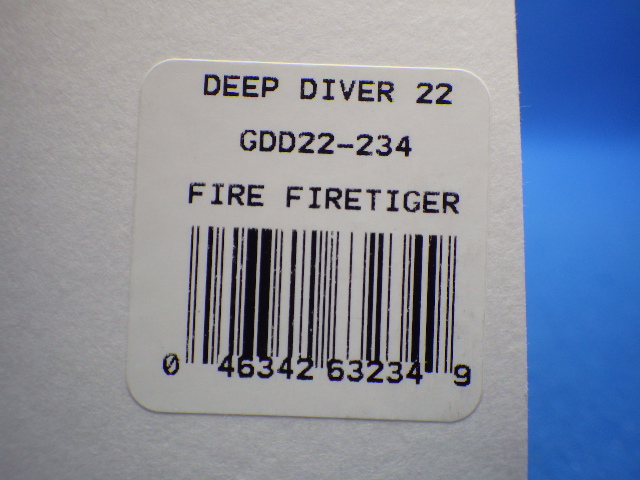 DEEP DIVER 22
GDD22-234
FIRE FIRETIGER
0 46342 63234 9